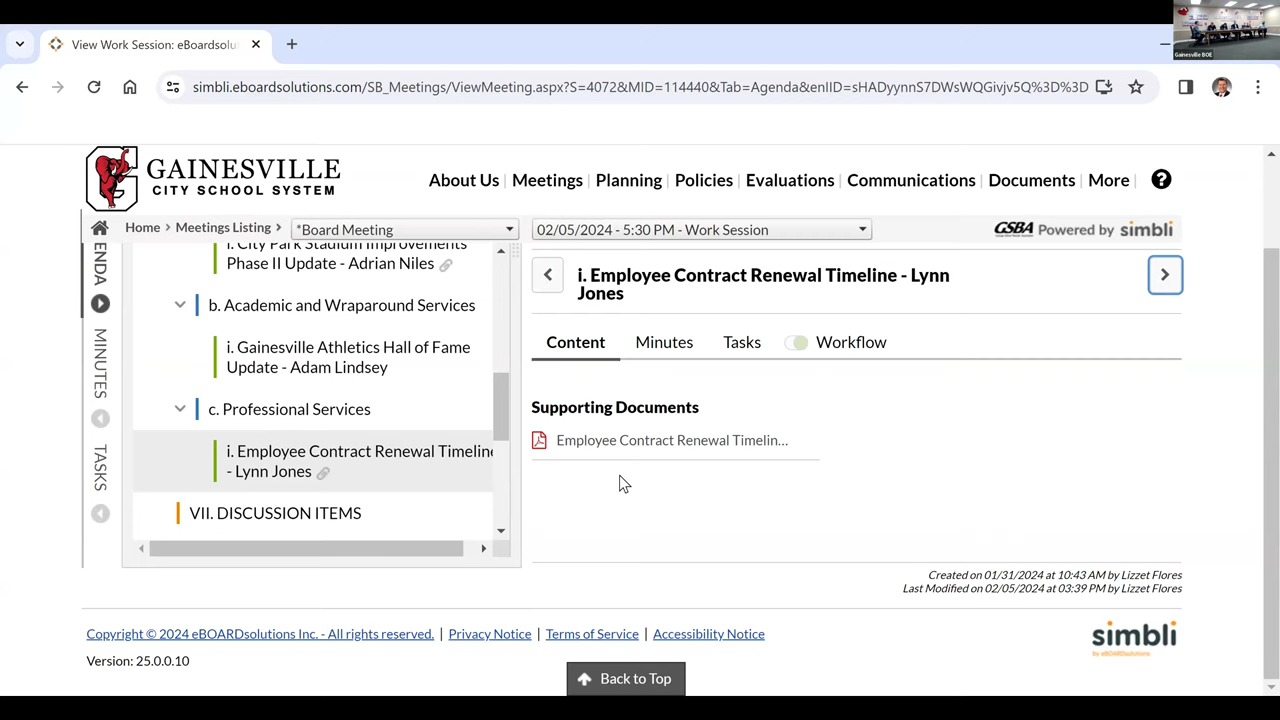 Gainesville BOE
View Work Session: eBoardsolu
simbli.eboardsolutions.com/SB_Meetings/ViewMeeting.aspx?S=4072&MID=114440&Tab=Agenda&enIID=sHADyynnS7DWsWQGivjv5Q%3D%3D
GAINESVILLE
CITY SCHOOL SYSTEM
About Us | Meetings | Planning | Policies | Evaluations | Communications | Documents | More |
Home > Meetings Listing > *Board Meeting
02/05/2024 - 5:30 PM - Work Session
GSBA Powered by simbli
ENDA
MINUTES
TASKS
i. City Park Stadium Improvements
Phase II Update - Adrian Niles
b. Academic and Wraparound Services
i. Gainesville Athletics Hall of Fame
Update - Adam Lindsey
c. Professional Services
i. Employee Contract Renewal Timeline
- Lynn Jones
VII. DISCUSSION ITEMS
i. Employee Contract Renewal Timeline - Lynn
Jones
Content Minutes Tasks Workflow
Supporting Documents
Employee Contract Renewal Timelin...
Created on 01/31/2024 at 10:43 AM by Lizzet Flores
Last Modified on 02/05/2024 at 03:39 PM by Lizzet Flores
Copyright © 2024 eBOARDsolutions Inc. - All rights reserved. | Privacy Notice | Terms of Service | Accessibility Notice
simbli
by eBOARDsolutions
Version: 25.0.0.10
Back to Top